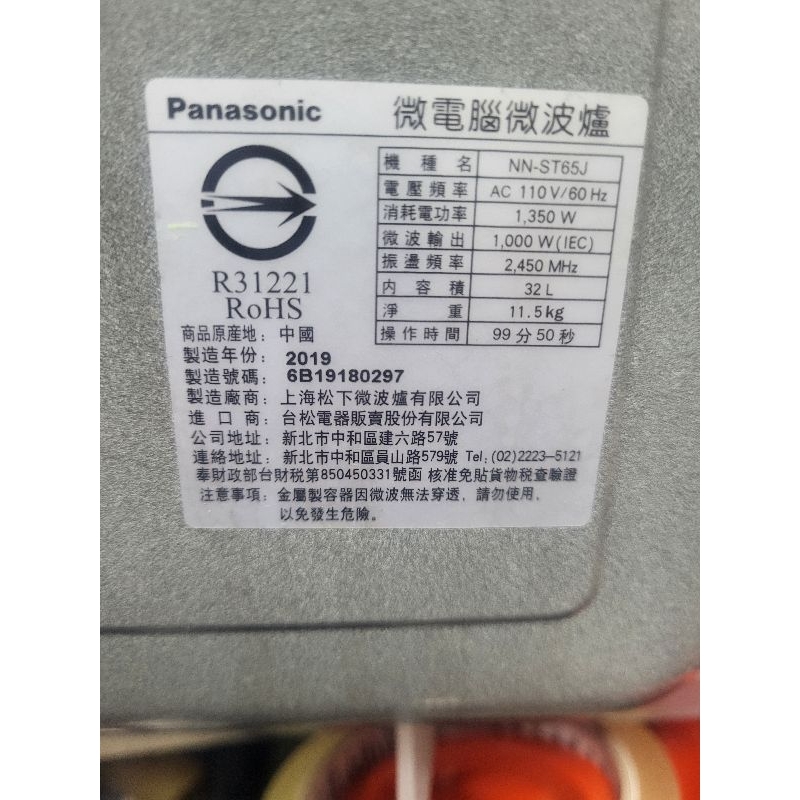 Panasonic 微電腦微波爐
機種名 NN-ST65J
電壓頻率 AC 110V/60Hz
消耗電功率 1,350 W
微波輸出 1,000 W(IEC)
振盪頻率 2,450 MHz
內容積 32 L
淨重 11.5kg
操作時間 99分50秒
R31221
RoHS
商品原產地：中國
製造年份：2019
製造號碼：6B19180297
製造廠商：上海松下微波爐有限公司
進口商：台松電器販賣股份有限公司
公司地址：新北市中和區建六路57號
連絡地址：新北市中和區員山路579號 Tel:(02)2223-5121
奉財政部台財稅第850450331號函 核准免貼貨物稅查驗證
注意事項：金屬製容器因微波無法穿透，請勿使用，
以免發生危險。